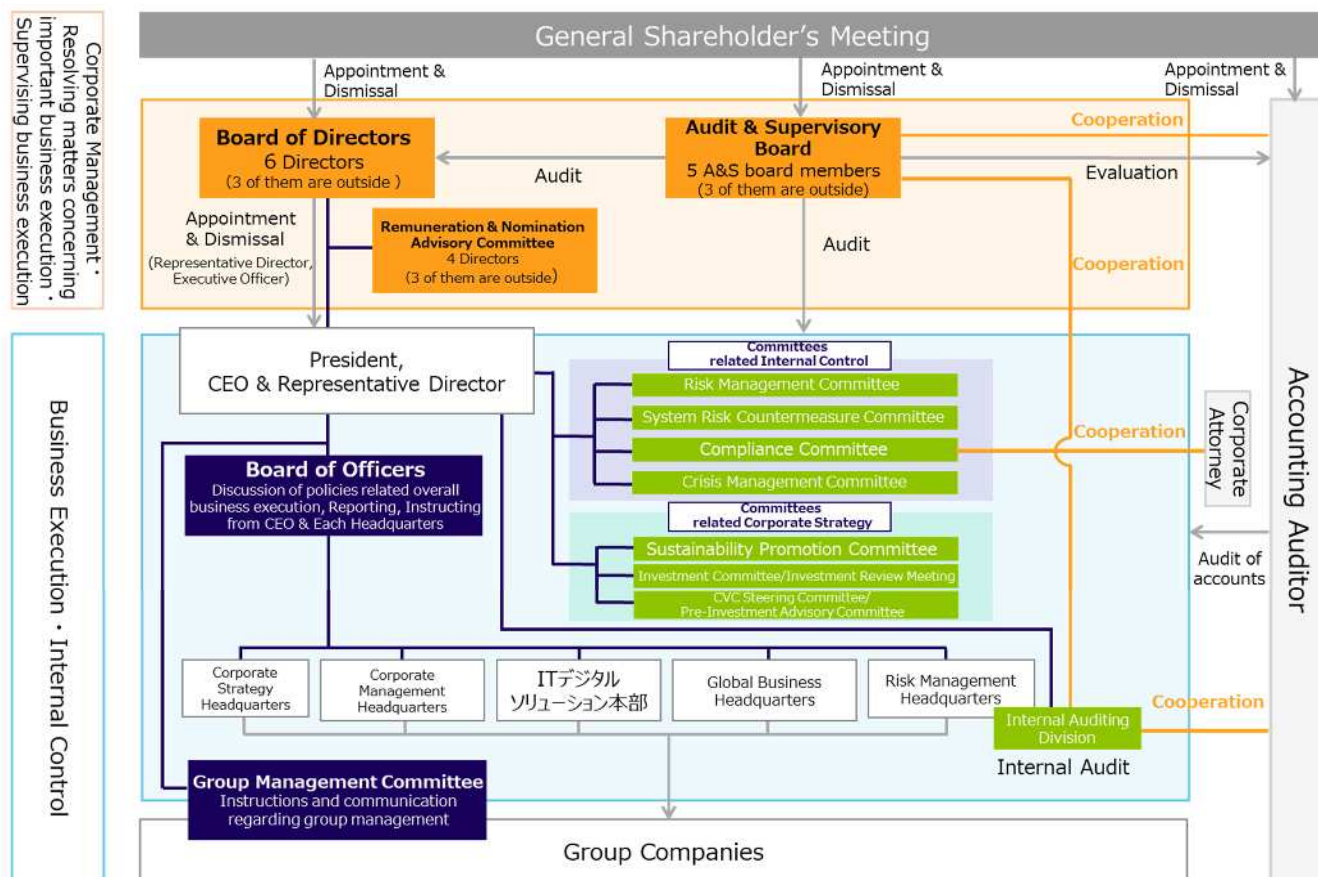 General Shareholder's Meeting
Corporate Management・
Resolving matters concerning
important business execution・
Supervising business execution
Appointment &
Dismissal
Appointment &
Dismissal
Appointment &
Dismissal
Board of Directors
6 Directors
(3 of them are outside )
Audit
Audit & Supervisory
Board
5 A&S board members
(3 of them are outside)
Cooperation
Evaluation
Appointment
& Dismissal
(Representative Director,
Executive Officer)
Remuneration & Nomination
Advisory Committee
4 Directors
(3 of them are outside)
Audit
Cooperation
Accounting Auditor
Business Execution・Internal Control
President,
CEO & Representative Director
Committees
related Internal Control
Risk Management Committee
System Risk Countermeasure Committee
Compliance Committee
Crisis Management Committee
Cooperation
Corporate
Attorney
Board of Officers
Discussion of policies related overall
business execution, Reporting, Instructing
from CEO & Each Headquarters
Committees
related Corporate Strategy
Sustainability Promotion Committee
Investment Committee/Investment Review Meeting
CVC Steering Committee/
Pre-Investment Advisory Committee
Audit of
accounts
Corporate
Strategy
Headquarters
Corporate
Management
Headquarters
ITデジタル
ソリューション本部
Global Business
Headquarters
Risk Management
Headquarters
Internal Auditing
Division
Internal Audit
Cooperation
Group Management Committee
Instructions and communication
regarding group management
Group Companies